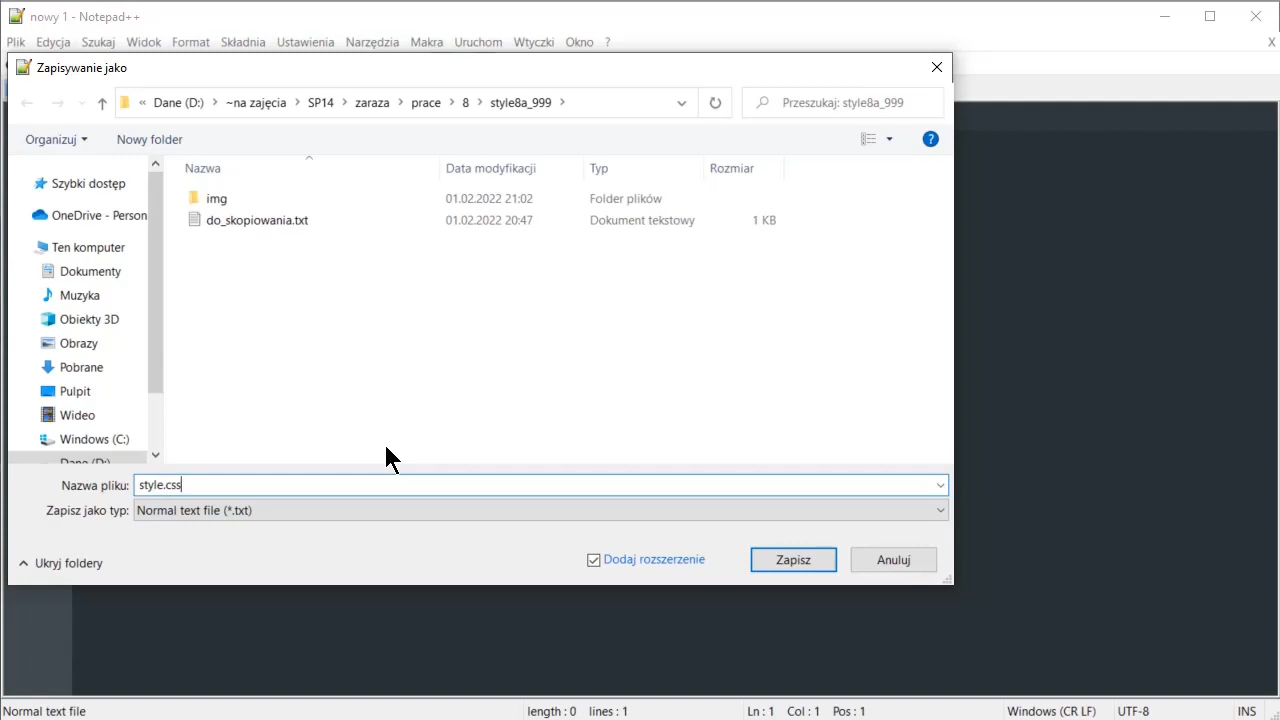 nowy 1 - Notepad++
Plik Edycja Szukaj Widok Format Składnia Ustawienia Narzędzia Makra Uruchom Wtyczki Okno ? X
Zapisywanie jako
« Dane (D:) > ~na zajęcia > SP14 > zaraza > prace > 8 > style8a_999 >
Przeszukaj: style8a_999
Organizuj Nowy folder
Nazwa Data modyfikacji Typ Rozmiar
img 01.02.2022 21:02 Folder plików
do_skopiowania.txt 01.02.2022 20:47 Dokument tekstowy 1 KB
Szybki dostęp
OneDrive - Person
Ten komputer
Dokumenty
Muzyka
Obiekty 3D
Obrazy
Pobrane
Pulpit
Wideo
Windows (C:)
Dane (D:)
Nazwa pliku: style.css
Zapisz jako typ: Normal text file (*.txt)
Ukryj foldery
Dodaj rozszerzenie
Zapisz
Anuluj
Normal text file length : 0 lines : 1 Ln : 1 Col : 1 Pos : 1 Windows (CR LF) UTF-8 INS